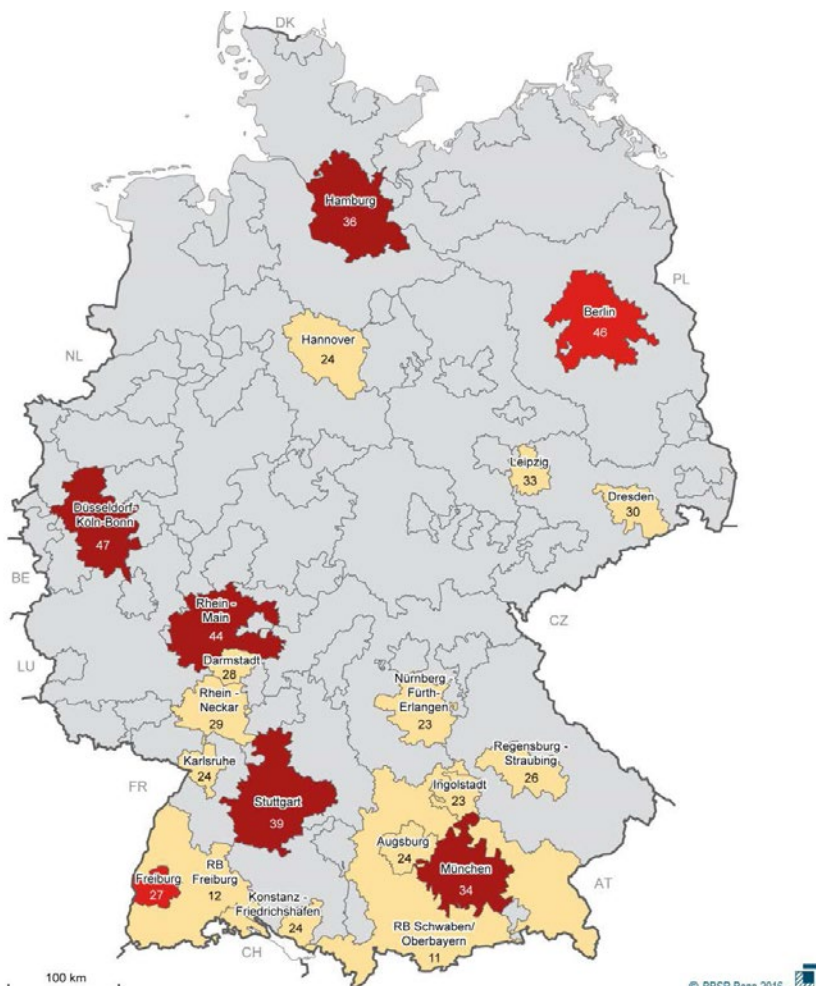 DK
Hamburg
36
PL
Berlin
46
Hannover
24
NL
Leipzig
33
Dresden
30
Düsseldorf-
Köln-Bonn
47
BE
Rhein -
Main
44
CZ
LU
Darmstadt
28
Rhein -
Neckar
29
Nürnberg
Fürth-
Erlangen
23
Karlsruhe
24
Regensburg -
Straubing
26
FR
Stuttgart
39
Ingolstadt
23
Augsburg
24
München
34
Freiburg
27
RB
Freiburg
12
AT
Konstanz -
Friedrichshafen
24
RB Schwaben/
Oberbayern
11
CH
100 km
© BBSR Bonn 2016